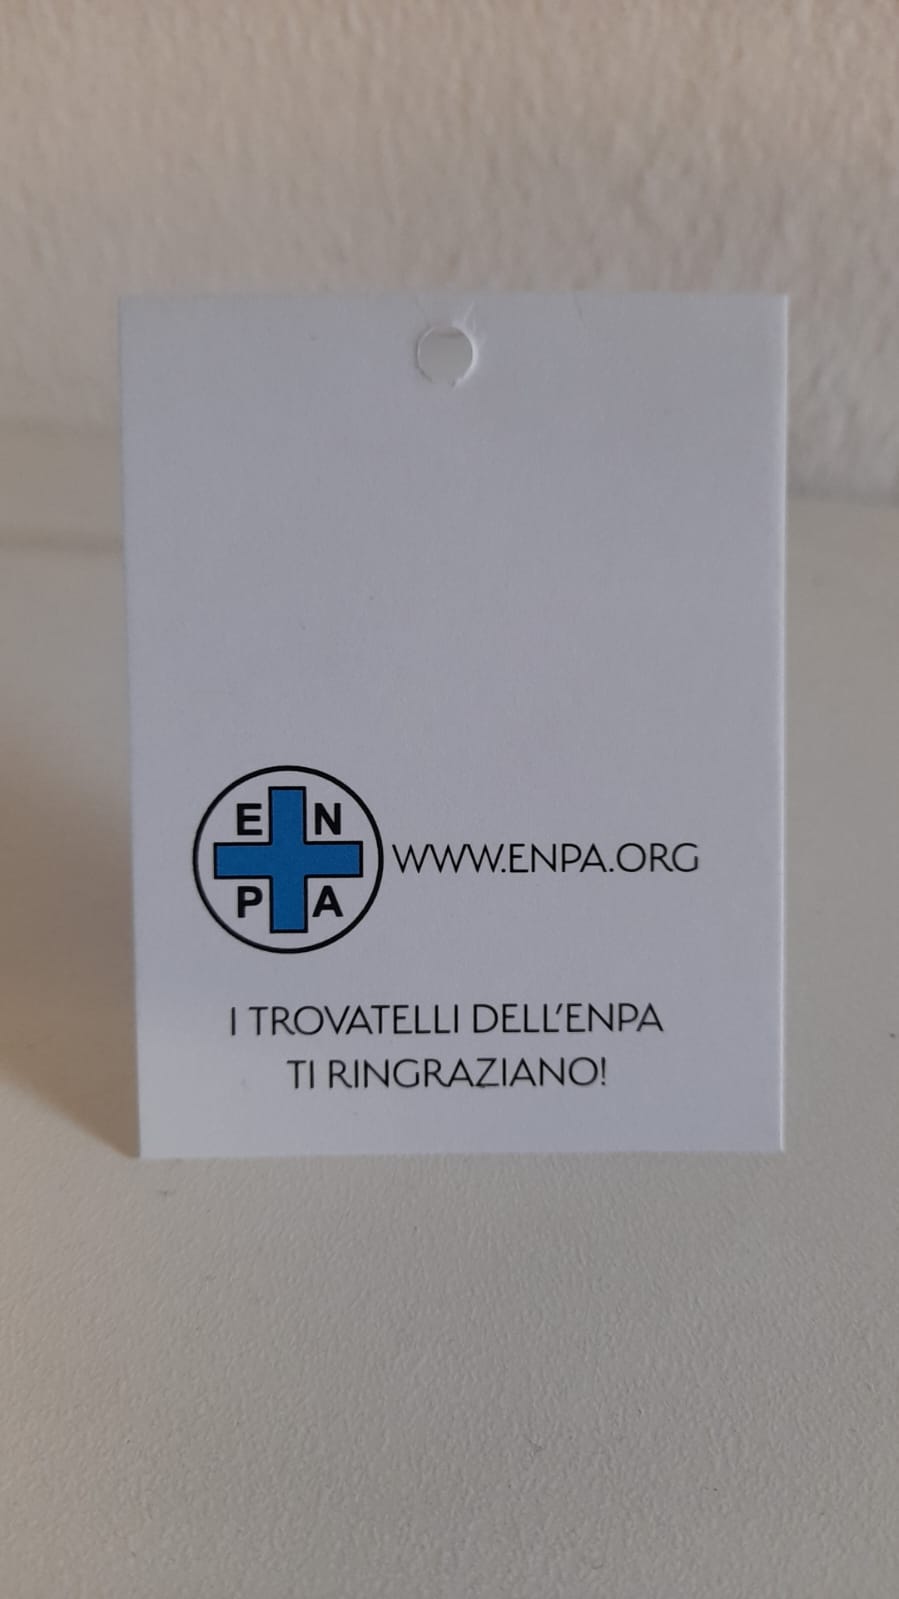 E N
P A
WWW.ENPA.ORG
I TROVATELLI DELL'ENPA
TI RINGRAZIANO!